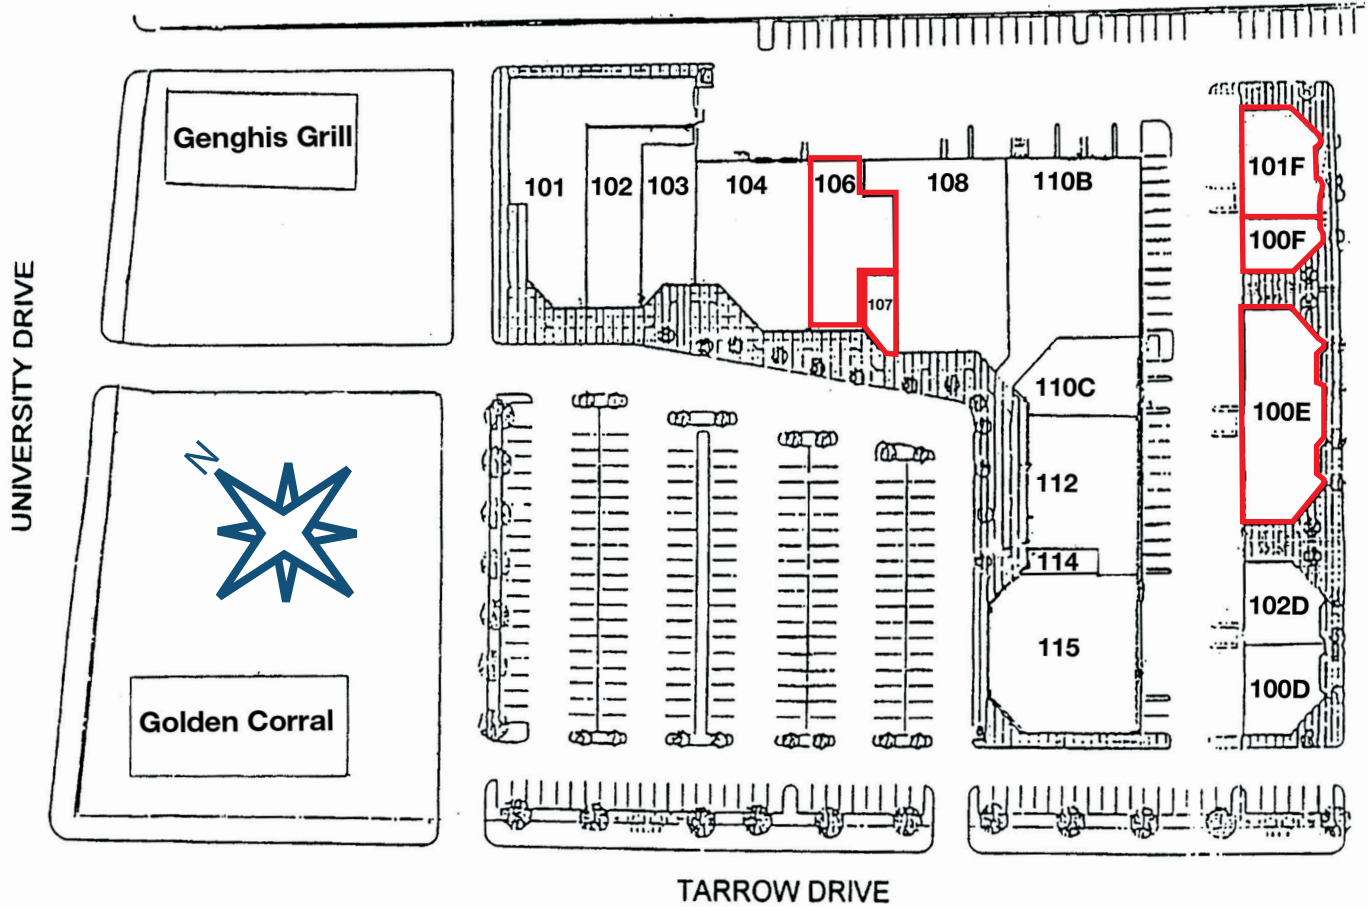 Genghis Grill
101
102
103
104
106
108
110B
101F
100F
107
UNIVERSITY DRIVE
110C
100E
N
112
114
102D
115
100D
Golden Corral
TARROW DRIVE